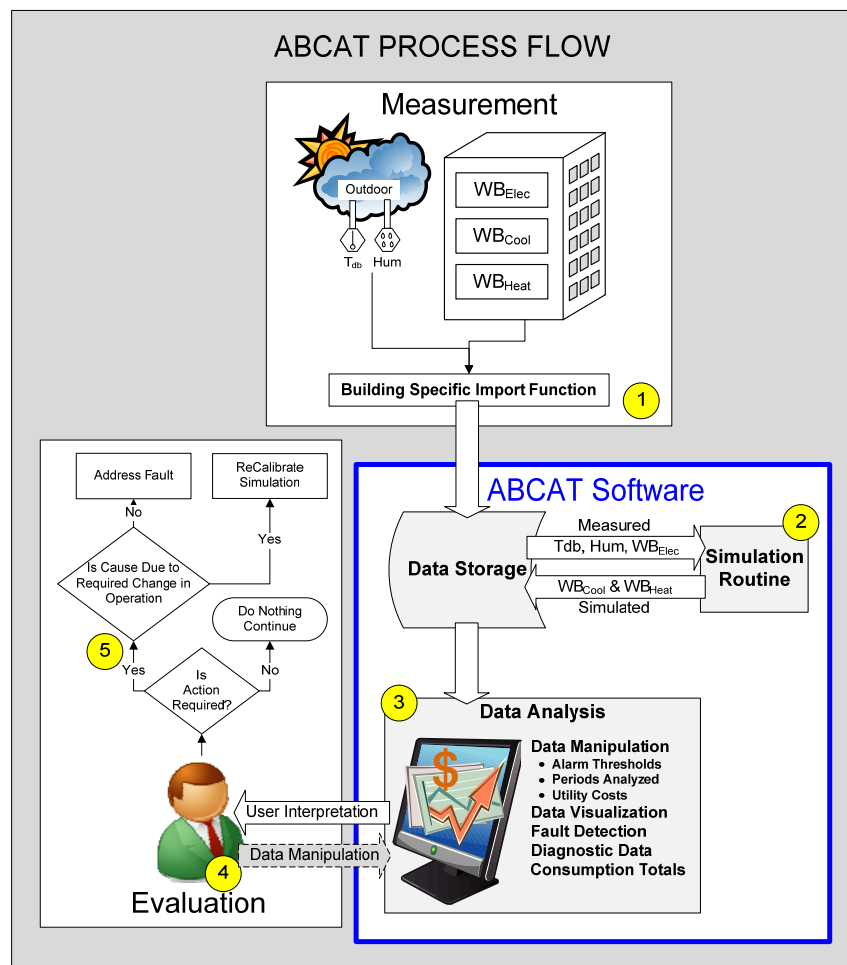 ABCAT PROCESS FLOW
Measurement
Outdoor
Tdb
Hum
WBElec
WBCool
WBHeat
Building Specific Import Function
1
ABCAT Software
Data Storage
Measured
Tdb, Hum, WBElec
WBCool & WBHeat
Simulated
2
Simulation
Routine
3
Data Analysis
$
Data Manipulation
• Alarm Thresholds
• Periods Analyzed
• Utility Costs
Data Visualization
Fault Detection
Diagnostic Data
Consumption Totals
User Interpretation
Data Manipulation
4
Evaluation
Is
Action
Required?
No
Do Nothing
Continue
Yes
5
Is Cause Due to
Required Change in
Operation
No
Address Fault
Yes
ReCalibrate
Simulation